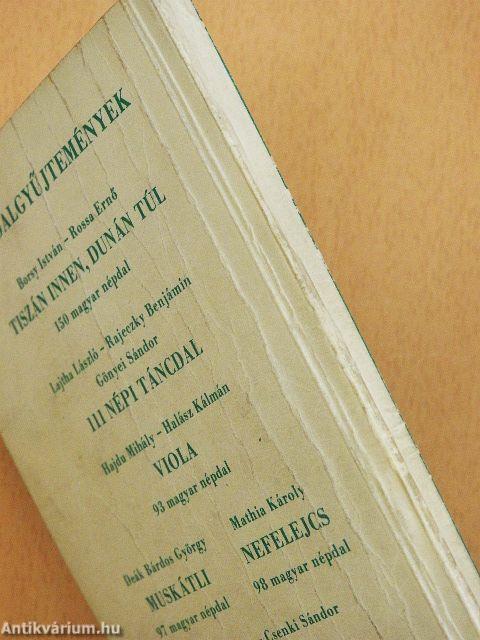 DALGYŰJTEMÉNYEK
Borsy István – Rossa Ernő
TISZÁN INNEN, DUNÁN TÚL
150 magyar népdal
Lajtha László – Rajeczky Benjámin
Gönyei Sándor
111 NÉPI TÁNCDAL
Hajdu Mihály – Halász Kálmán
VIOLA
93 magyar népdal
Deák Bárdos György
MUSKÁTLI
97 magyar népdal
Mathia Károly
NEFELEJCS
98 magyar népdal
Csenki Sándor
Antikvárium.hu